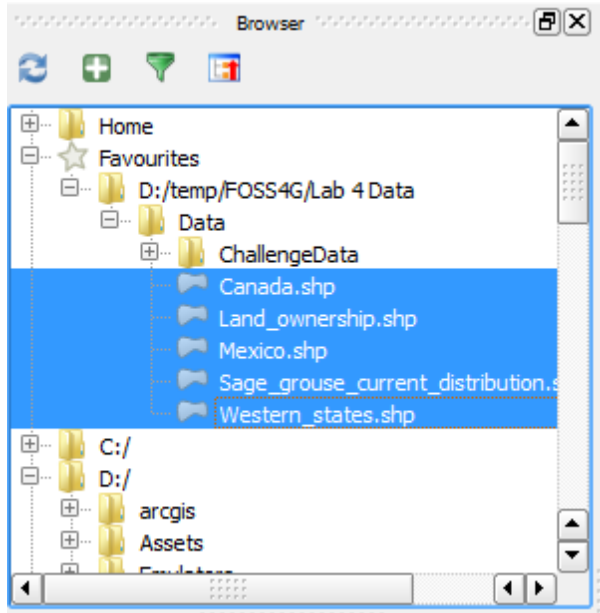 Browser
Home
Favourites
D:/temp/FOSS4G/Lab 4 Data
Data
ChallengeData
Canada.shp
Land_ownership.shp
Mexico.shp
Sage_grouse_current_distribution.s
Western_states.shp
C:/
D:/
arcgis
Assets